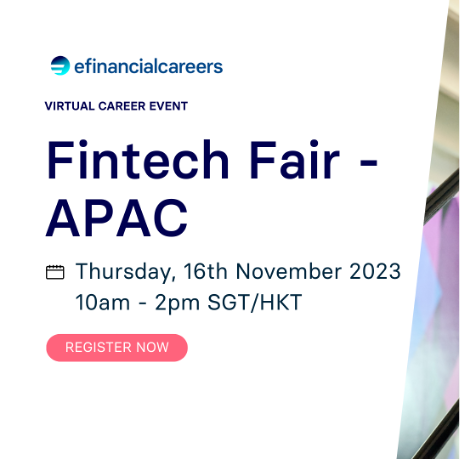 efinancialcareers
VIRTUAL CAREER EVENT
Fintech Fair -
APAC
Thursday, 16th November 2023
10am - 2pm SGT/HKT
REGISTER NOW